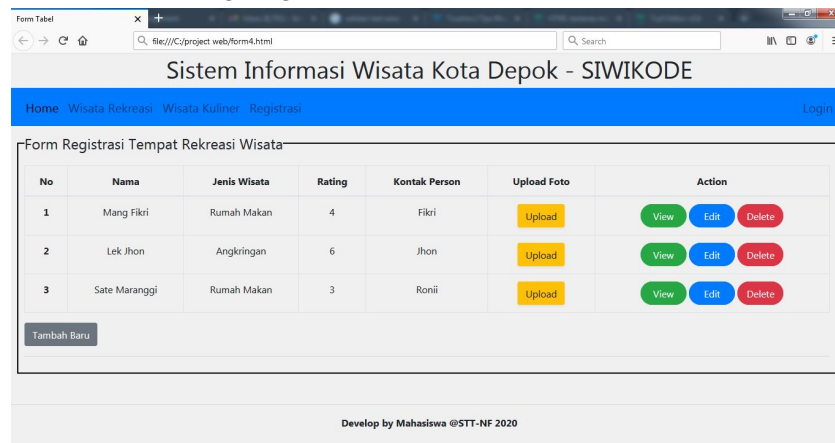 Form Tabel
file:///C:/project web/form4.html
Search
Sistem Informasi Wisata Kota Depok - SIWIKODE
Home Wisata Rekreasi Wisata Kuliner Registrasi Login
Form Registrasi Tempat Rekreasi Wisata
No Nama Jenis Wisata Rating Kontak Person Upload Foto Action
1 Mang Fikri Rumah Makan 4 Fikri Upload View Edit Delete
2 Lek Jhon Angkringan 6 Jhon Upload View Edit Delete
3 Sate Maranggi Rumah Makan 3 Ronii Upload View Edit Delete
Tambah Baru
Develop by Mahasiswa @STT-NF 2020